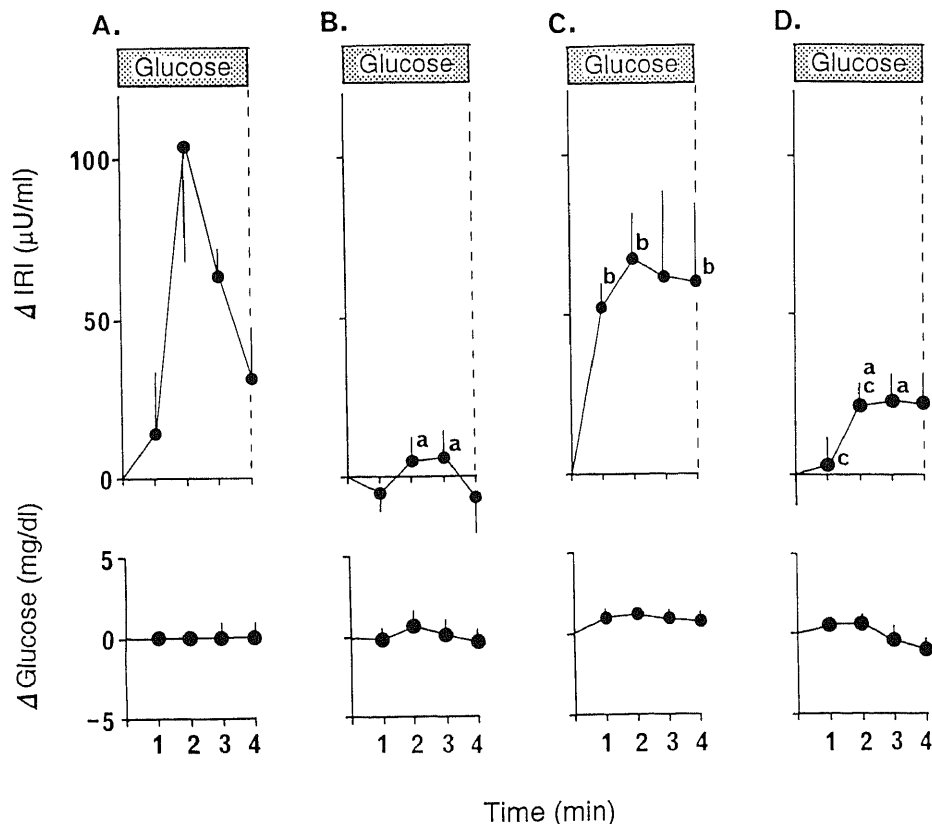 A. B. C. D.
Glucose Glucose Glucose Glucose
Δ IRI (μU/ml)
100
50
0
b b b
a a
a
c a
c
Δ Glucose (mg/dl)
5
0
−5
1 2 3 4 1 2 3 4 1 2 3 4 1 2 3 4
Time (min)